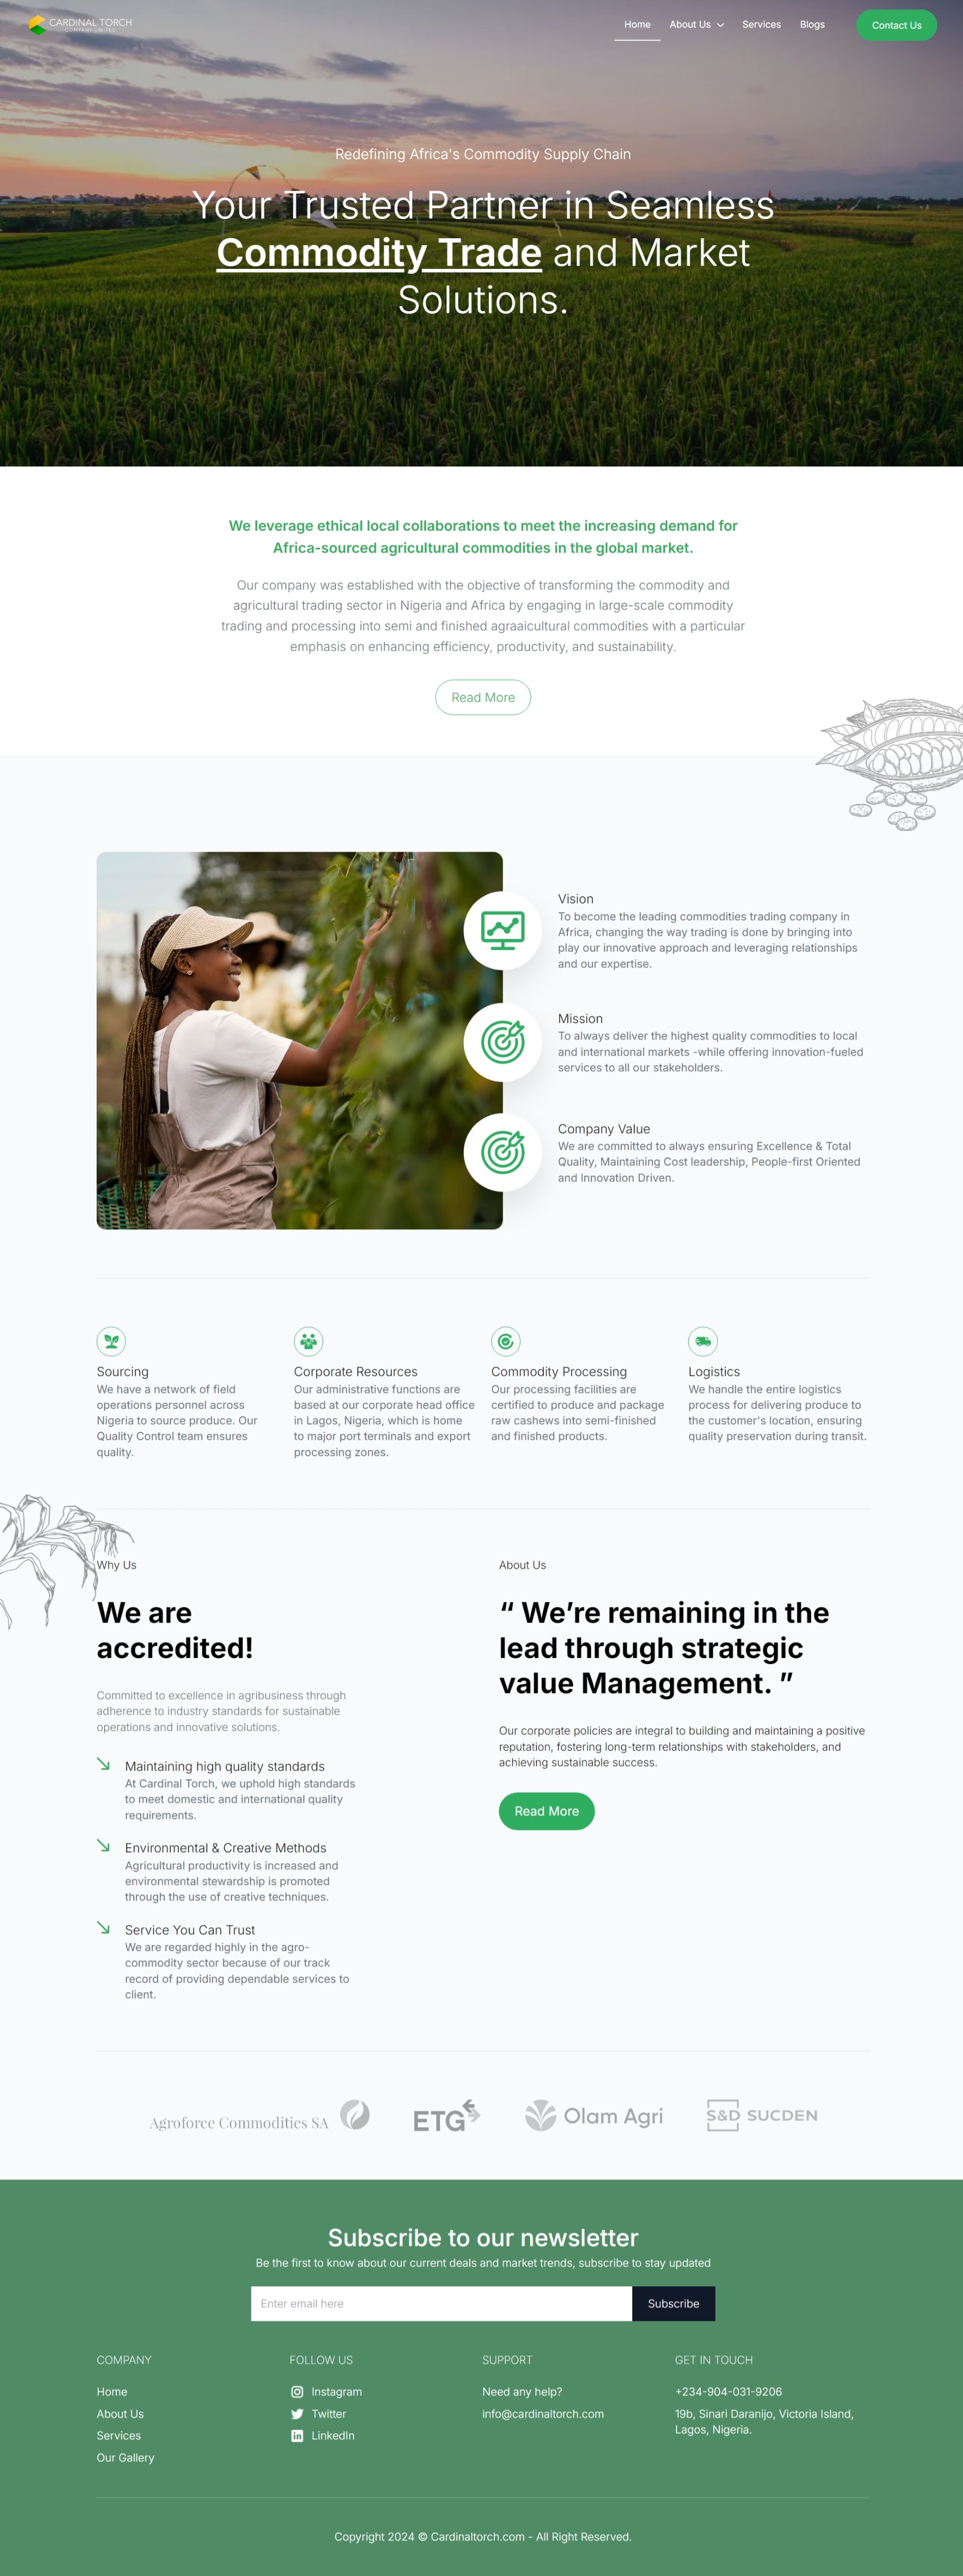 CARDINAL TORCH
COMPANY LIMITED
Home
About Us
Services
Blogs
Contact Us
Redefining Africa's Commodity Supply Chain
Your Trusted Partner in Seamless
Commodity Trade and Market
Solutions.
We leverage ethical local collaborations to meet the increasing demand for
Africa-sourced agricultural commodities in the global market.
Our company was established with the objective of transforming the commodity and
agricultural trading sector in Nigeria and Africa by engaging in large-scale commodity
trading and processing into semi and finished agraaicultural commodities with a particular
emphasis on enhancing efficiency, productivity, and sustainability.
Read More
Vision
To become the leading commodities trading company in
Africa, changing the way trading is done by bringing into
play our innovative approach and leveraging relationships
and our expertise.
Mission
To always deliver the highest quality commodities to local
and international markets -while offering innovation-fueled
services to all our stakeholders.
Company Value
We are committed to always ensuring Excellence & Total
Quality, Maintaining Cost leadership, People-first Oriented
and Innovation Driven.
Sourcing
We have a network of field
operations personnel across
Nigeria to source produce. Our
Quality Control team ensures
quality.
Corporate Resources
Our administrative functions are
based at our corporate head office
in Lagos, Nigeria, which is home
to major port terminals and export
processing zones.
Commodity Processing
Our processing facilities are
certified to produce and package
raw cashews into semi-finished
and finished products.
Logistics
We handle the entire logistics
process for delivering produce to
the customer's location, ensuring
quality preservation during transit.
Why Us
We are
accredited!
Committed to excellence in agribusiness through
adherence to industry standards for sustainable
operations and innovative solutions.
Maintaining high quality standards
At Cardinal Torch, we uphold high standards
to meet domestic and international quality
requirements.
Environmental & Creative Methods
Agricultural productivity is increased and
environmental stewardship is promoted
through the use of creative techniques.
Service You Can Trust
We are regarded highly in the agro-
commodity sector because of our track
record of providing dependable services to
client.
About Us
“ We’re remaining in the
lead through strategic
value Management. ”
Our corporate policies are integral to building and maintaining a positive
reputation, fostering long-term relationships with stakeholders, and
achieving sustainable success.
Read More
Agroforce Commodities SA
ETG
Olam Agri
S&D SUCDEN
Subscribe to our newsletter
Be the first to know about our current deals and market trends, subscribe to stay updated
Enter email here
Subscribe
COMPANY
Home
About Us
Services
Our Gallery
FOLLOW US
Instagram
Twitter
LinkedIn
SUPPORT
Need any help?
info@cardinaltorch.com
GET IN TOUCH
+234-904-031-9206
19b, Sinari Daranijo, Victoria Island,
Lagos, Nigeria.
Copyright 2024 © Cardinaltorch.com - All Right Reserved.